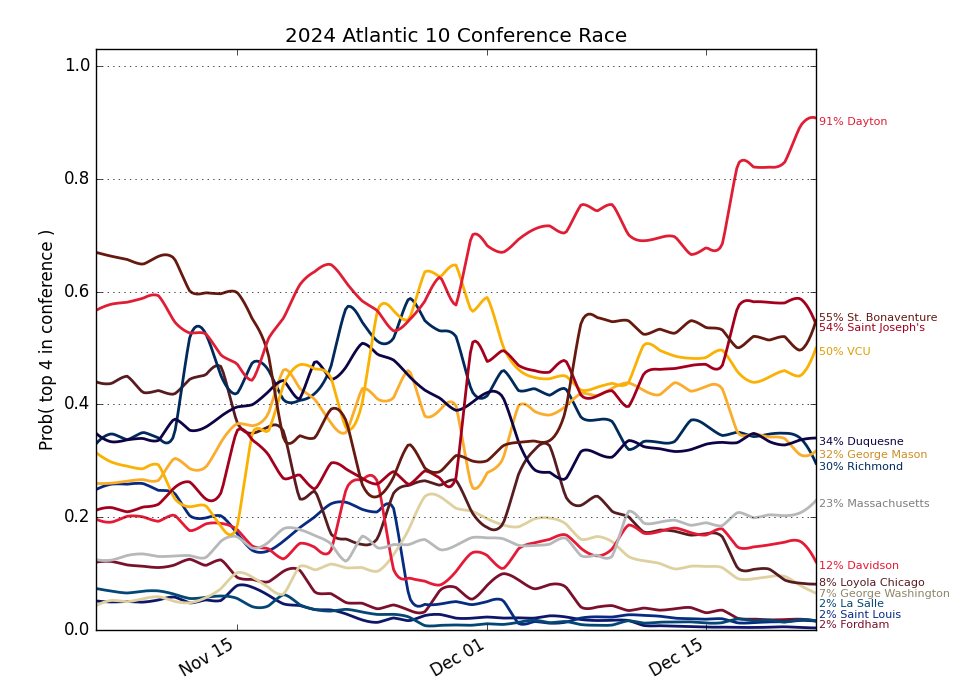 2024 Atlantic 10 Conference Race
Prob( top 4 in conference )
1.0
0.8
0.6
0.4
0.2
0.0
Nov 15
Dec 01
Dec 15
91% Dayton
55% St. Bonaventure
54% Saint Joseph's
50% VCU
34% Duquesne
32% George Mason
30% Richmond
23% Massachusetts
12% Davidson
8% Loyola Chicago
7% George Washington
2% La Salle
2% Saint Louis
2% Fordham